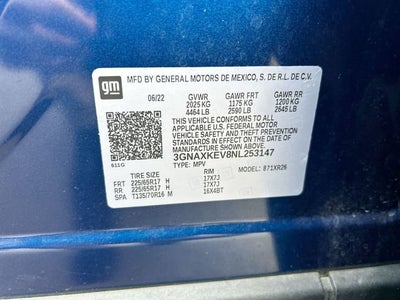 gm
MFD BY GENERAL MOTORS DE MEXICO, S. DE R.L. DE C.V.
06/22 GVWR GAWR FRT GAWR RR
2025 KG 1175 KG 1200 KG
4464 LB 2590 LB 2645 LB
THIS VEHICLE CONFORMS TO ALL
APPLICABLE U.S. FEDERAL MOTOR
VEHICLE SAFETY AND THEFT
PREVENTION STANDARDS IN EFFECT
ON THE DATE OF MANUFACTURE
SHOWN ABOVE.
3GNAXKEV8NL253147
611G TYPE: MPV
TIRE SIZE RIM MODEL: 871XR26
FRT 225/65R17 H 17X7J
RR 225/65R17 H 17X7J
SPA T135/70R16 M 16X4BT